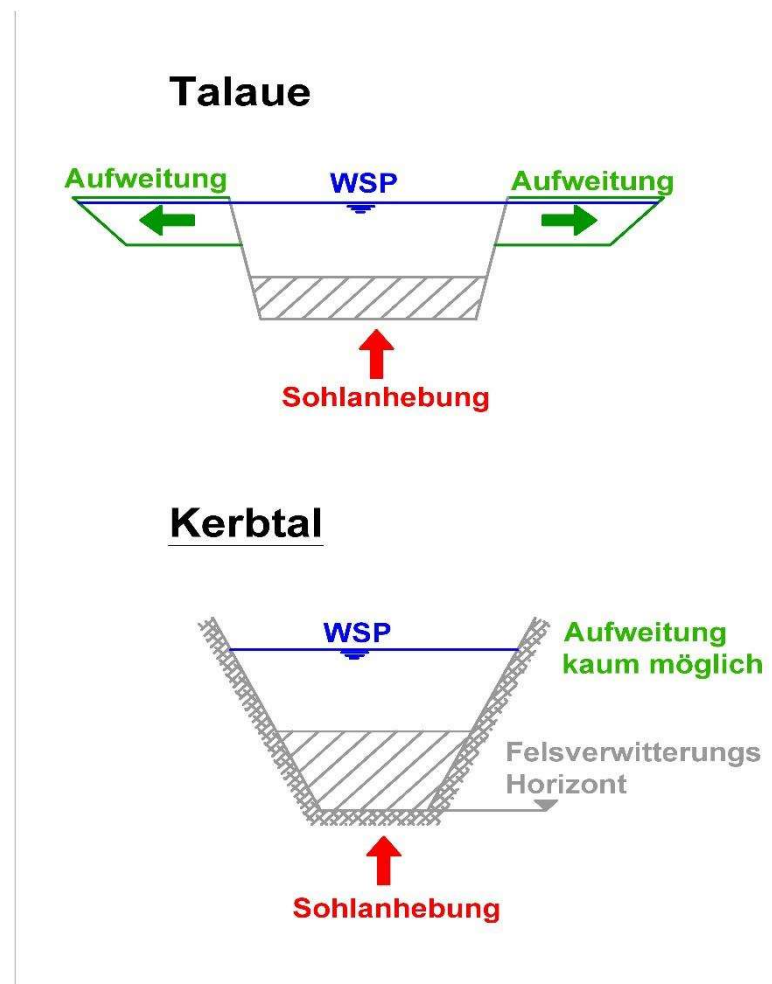 Talaue
Aufweitung
WSP
Aufweitung
Sohlanhebung
Kerbtal
WSP
Aufweitung
kaum möglich
Felsverwitterungs
Horizont
Sohlanhebung